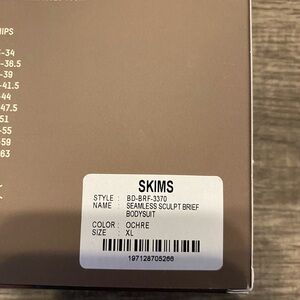 HIPS
-34
-38.5
-39
-41.5
-44
-47.5
-51
-55
-59
-63
SKIMS
STYLE : BD-BRF-3370
NAME : SEAMLESS SCULPT BRIEF
BODYSUIT
COLOR : OCHRE
SIZE : XL
197128705266